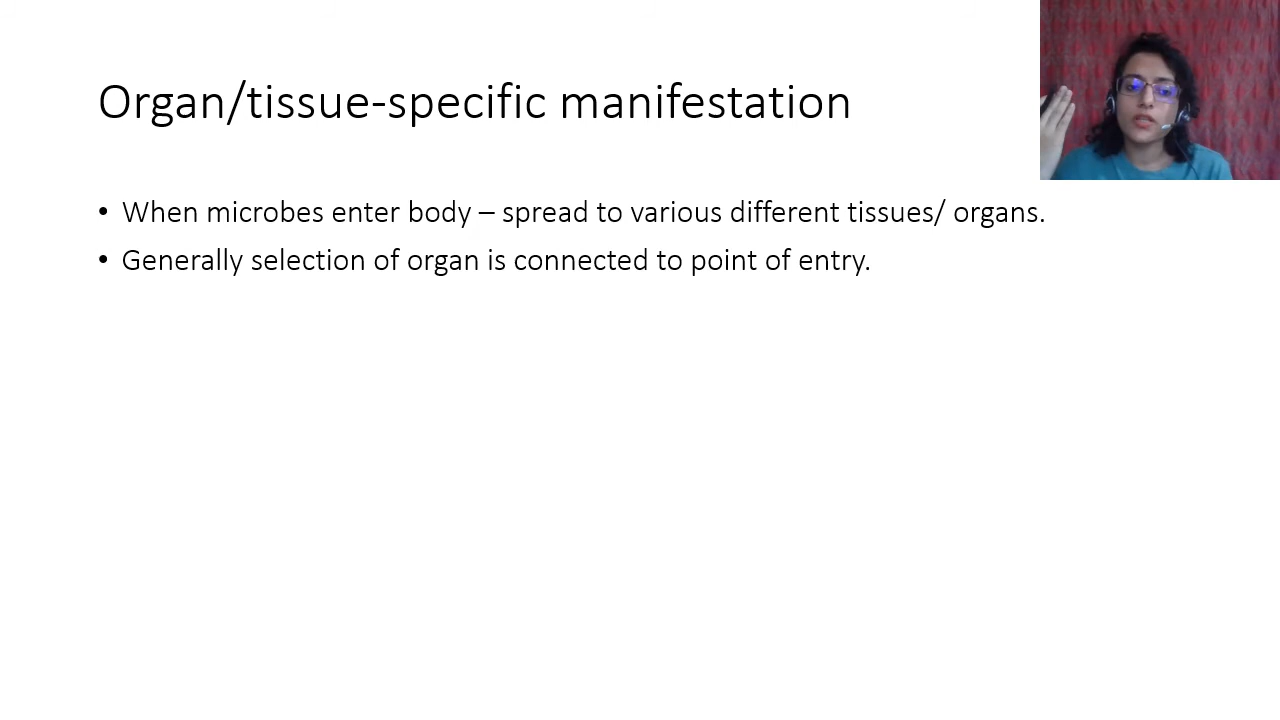 Organ/tissue-specific manifestation
• When microbes enter body – spread to various different tissues/ organs.
• Generally selection of organ is connected to point of entry.